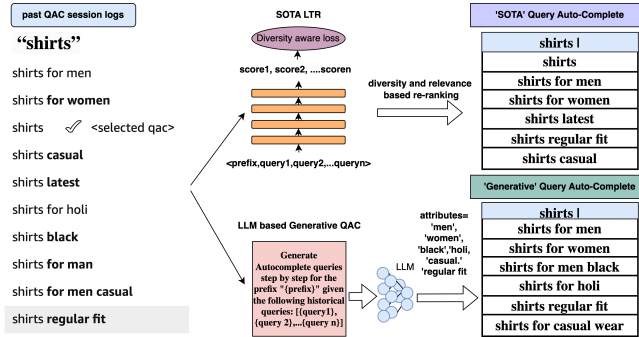 past QAC session logs
“shirts”
shirts for men
shirts for women
shirts <selected qac>
shirts casual
shirts latest
shirts for holi
shirts black
shirts for man
shirts for men casual
shirts regular fit
SOTA LTR
Diversity aware loss
score1, score2, ....scoren
<prefix,query1,query2,...queryn>
diversity and relevance
based re-ranking
'SOTA' Query Auto-Complete
shirts |
shirts
shirts for men
shirts for women
shirts latest
shirts regular fit
shirts casual
LLM based Generative QAC
Generate
Autocomplete queries
step by step for the
prefix "{prefix}" given
the following historical
queries: [{query1},
{query 2},...{query n}]
LLM
attributes=
'men',
'women',
'black','holi,
'casual.'
'regular fit
'Generative' Query Auto-Complete
shirts |
shirts for men
shirts for women
shirts for men black
shirts for holi
shirts regular fit
shirts for casual wear